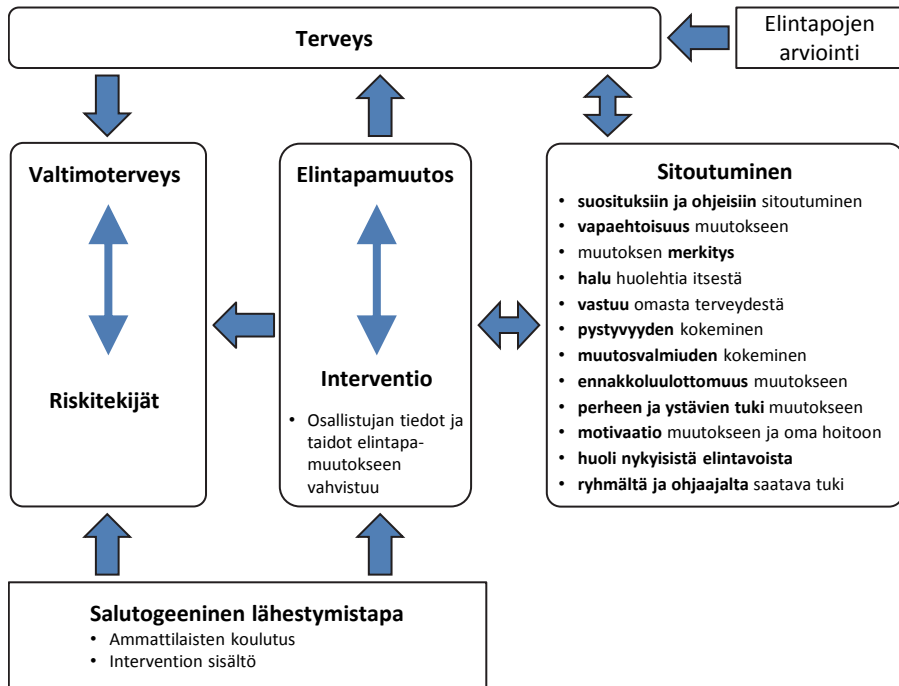 Terveys
Elintapojen
arviointi
Valtimoterveys
Riskitekijät
Elintapamuutos
Interventio
• Osallistujan tiedot ja
taidot elintapa-
muutokseen
vahvistuu
Sitoutuminen
• suosituksiin ja ohjeisiin sitoutuminen
• vapaehtoisuus muutokseen
• muutoksen merkitys
• halu huolehtia itsestä
• vastuu omasta terveydestä
• pystyvyyden kokeminen
• muutosvalmiuden kokeminen
• ennakkoluulottomuus muutokseen
• perheen ja ystävien tuki muutokseen
• motivaatio muutokseen ja oma hoitoon
• huoli nykyisistä elintavoista
• ryhmältä ja ohjaajalta saatava tuki
Salutogeeninen lähestymistapa
• Ammattilaisten koulutus
• Intervention sisältö